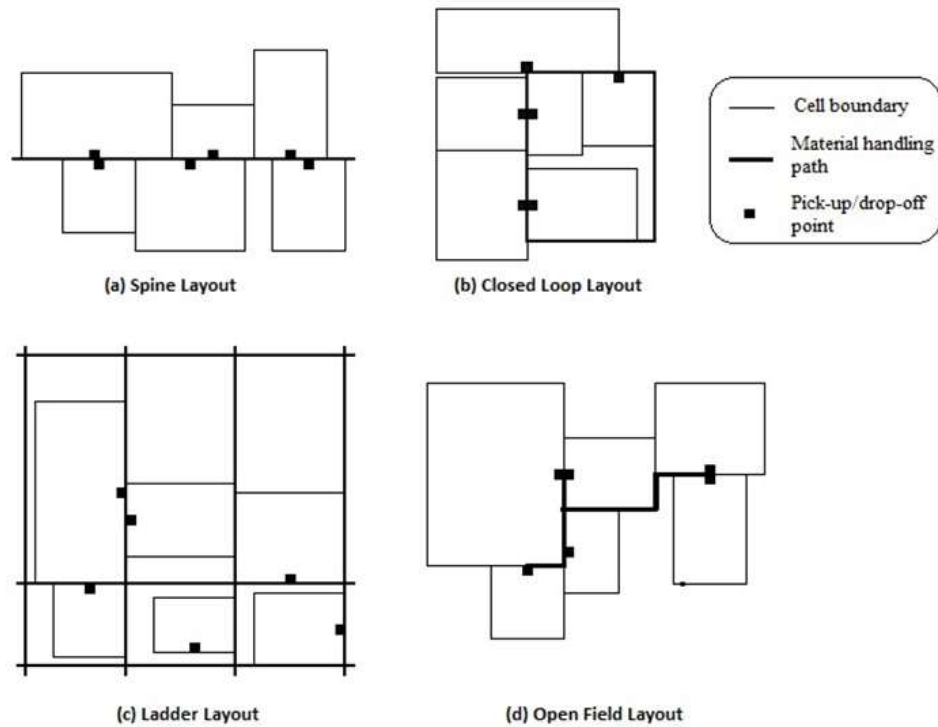 Cell boundary
Material handling
path
Pick-up/drop-off
point
(a) Spine Layout
(b) Closed Loop Layout
(c) Ladder Layout
(d) Open Field Layout